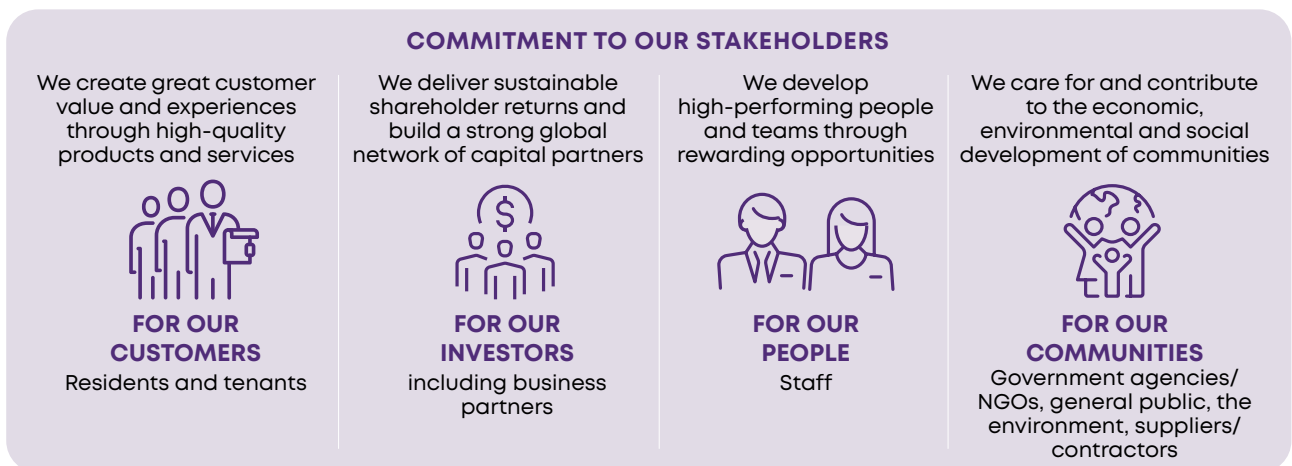 COMMITMENT TO OUR STAKEHOLDERS
We create great customer
value and experiences
through high-quality
products and services
FOR OUR
CUSTOMERS
Residents and tenants
We deliver sustainable
shareholder returns and
build a strong global
network of capital partners
$
FOR OUR
INVESTORS
including business
partners
We develop
high-performing people
and teams through
rewarding opportunities
FOR OUR
PEOPLE
Staff
We care for and contribute
to the economic,
environmental and social
development of communities
FOR OUR
COMMUNITIES
Government agencies/
NGOs, general public, the
environment, suppliers/
contractors